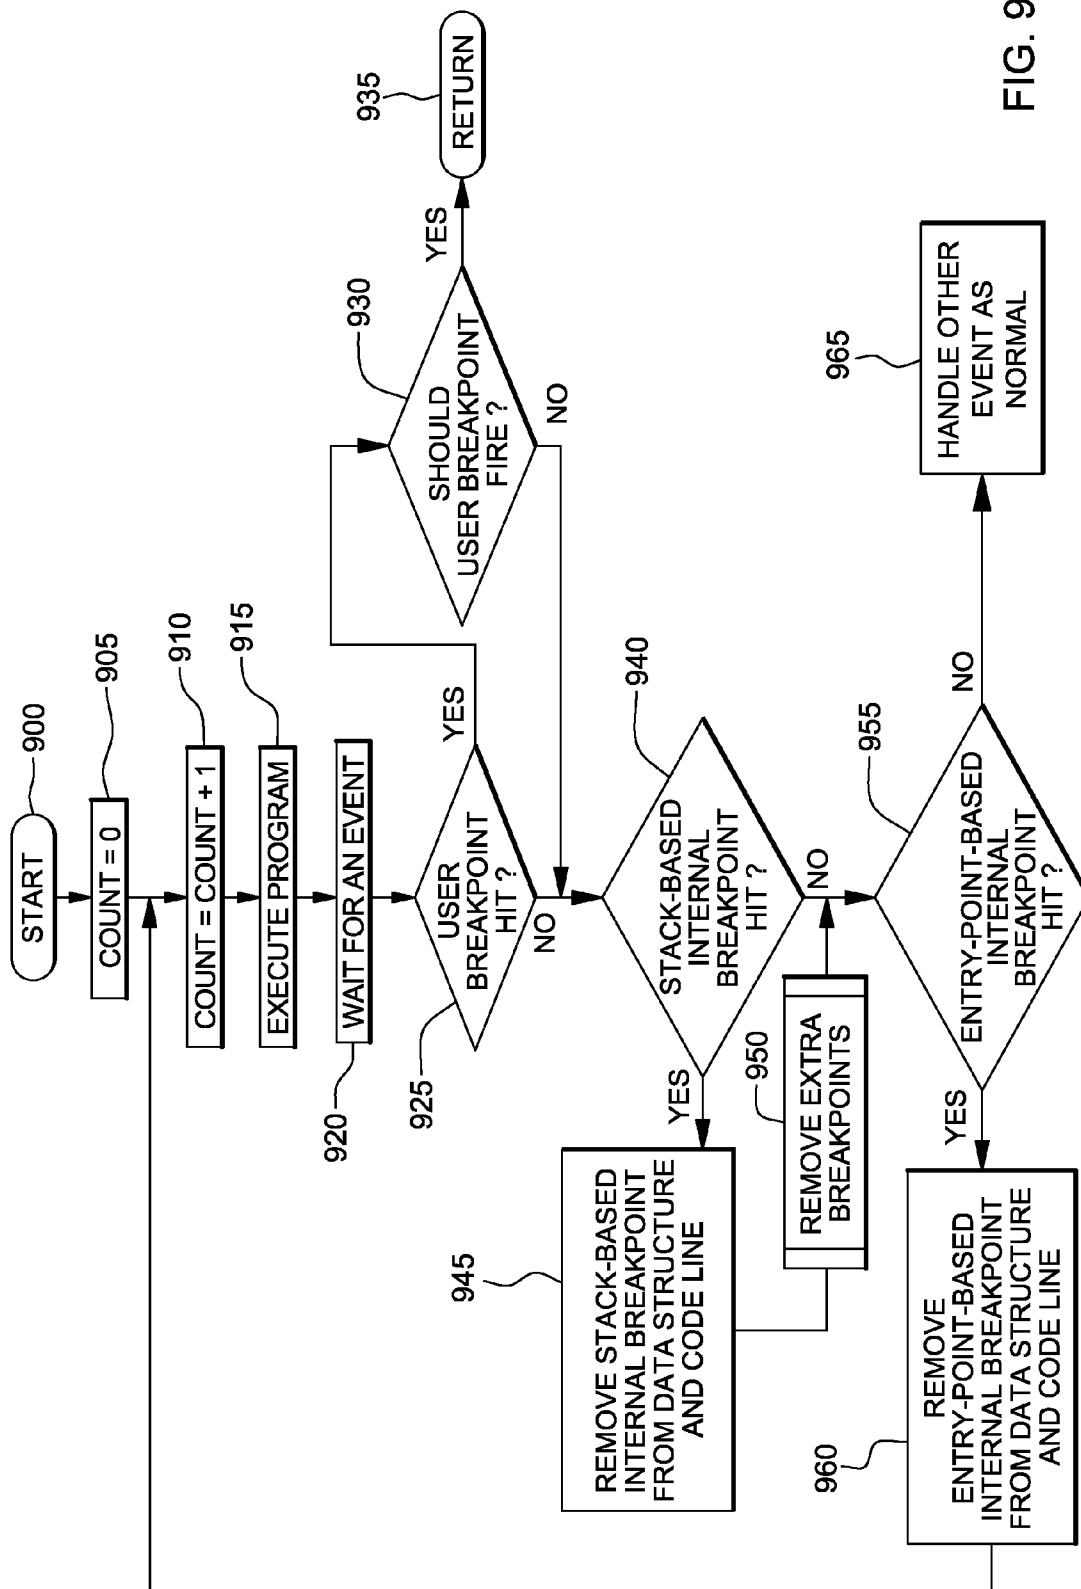 START
900
COUNT = 0
905
COUNT = COUNT + 1
910
EXECUTE PROGRAM
915
WAIT FOR AN EVENT
920
USER
BREAKPOINT
HIT ?
925
YES
NO
SHOULD
USER BREAKPOINT
FIRE ?
930
YES
NO
RETURN
935
STACK-BASED
INTERNAL
BREAKPOINT
HIT ?
940
YES
NO
REMOVE STACK-BASED
INTERNAL BREAKPOINT
FROM DATA STRUCTURE
AND CODE LINE
945
REMOVE EXTRA
BREAKPOINTS
950
ENTRY-POINT-BASED
INTERNAL
BREAKPOINT
HIT ?
955
YES
NO
REMOVE
ENTRY-POINT-BASED
INTERNAL BREAKPOINT
FROM DATA STRUCTURE
AND CODE LINE
960
HANDLE OTHER
EVENT AS
NORMAL
965
FIG. 9